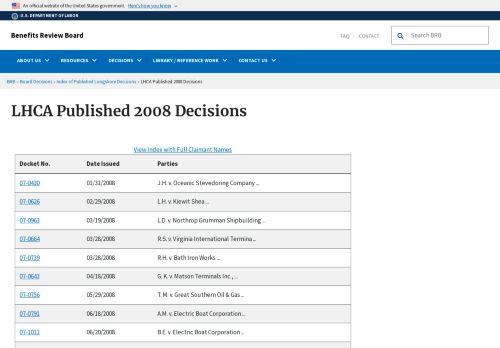 An official website of the United States government. Here's how you know
U.S. DEPARTMENT OF LABOR
Benefits Review Board
FAQ CONTACT
Search BRB
ABOUT US RESOURCES DECISIONS LIBRARY / REFERENCE WORK CONTACT US
BRB » Board Decisions » Index of Published Longshore Decisions » LHCA Published 2008 Decisions
LHCA Published 2008 Decisions
View Index with Full Claimant Names
Docket No. Date Issued Parties
07-0430 01/31/2008 J.H. v. Oceanic Stevedoring Company ...
07-0626 02/29/2008 L.H. v. Kiewit Shea ...
07-0963 03/19/2008 L.D. v. Northrop Grumman Shipbuilding ...
07-0664 03/28/2008 R.S. v. Virginia International Termina ...
07-0739 03/28/2008 R.H. v. Bath Iron Works ...
07-0643 04/18/2008 G. K. v. Matson Terminals Inc., ...
07-0756 05/29/2008 T. M. v. Great Southern Oil & Gas ...
07-0791 06/18/2008 A.M. v. Electric Boat Corporation ...
07-1011 06/20/2008 B.E. v. Electric Boat Corporation ...